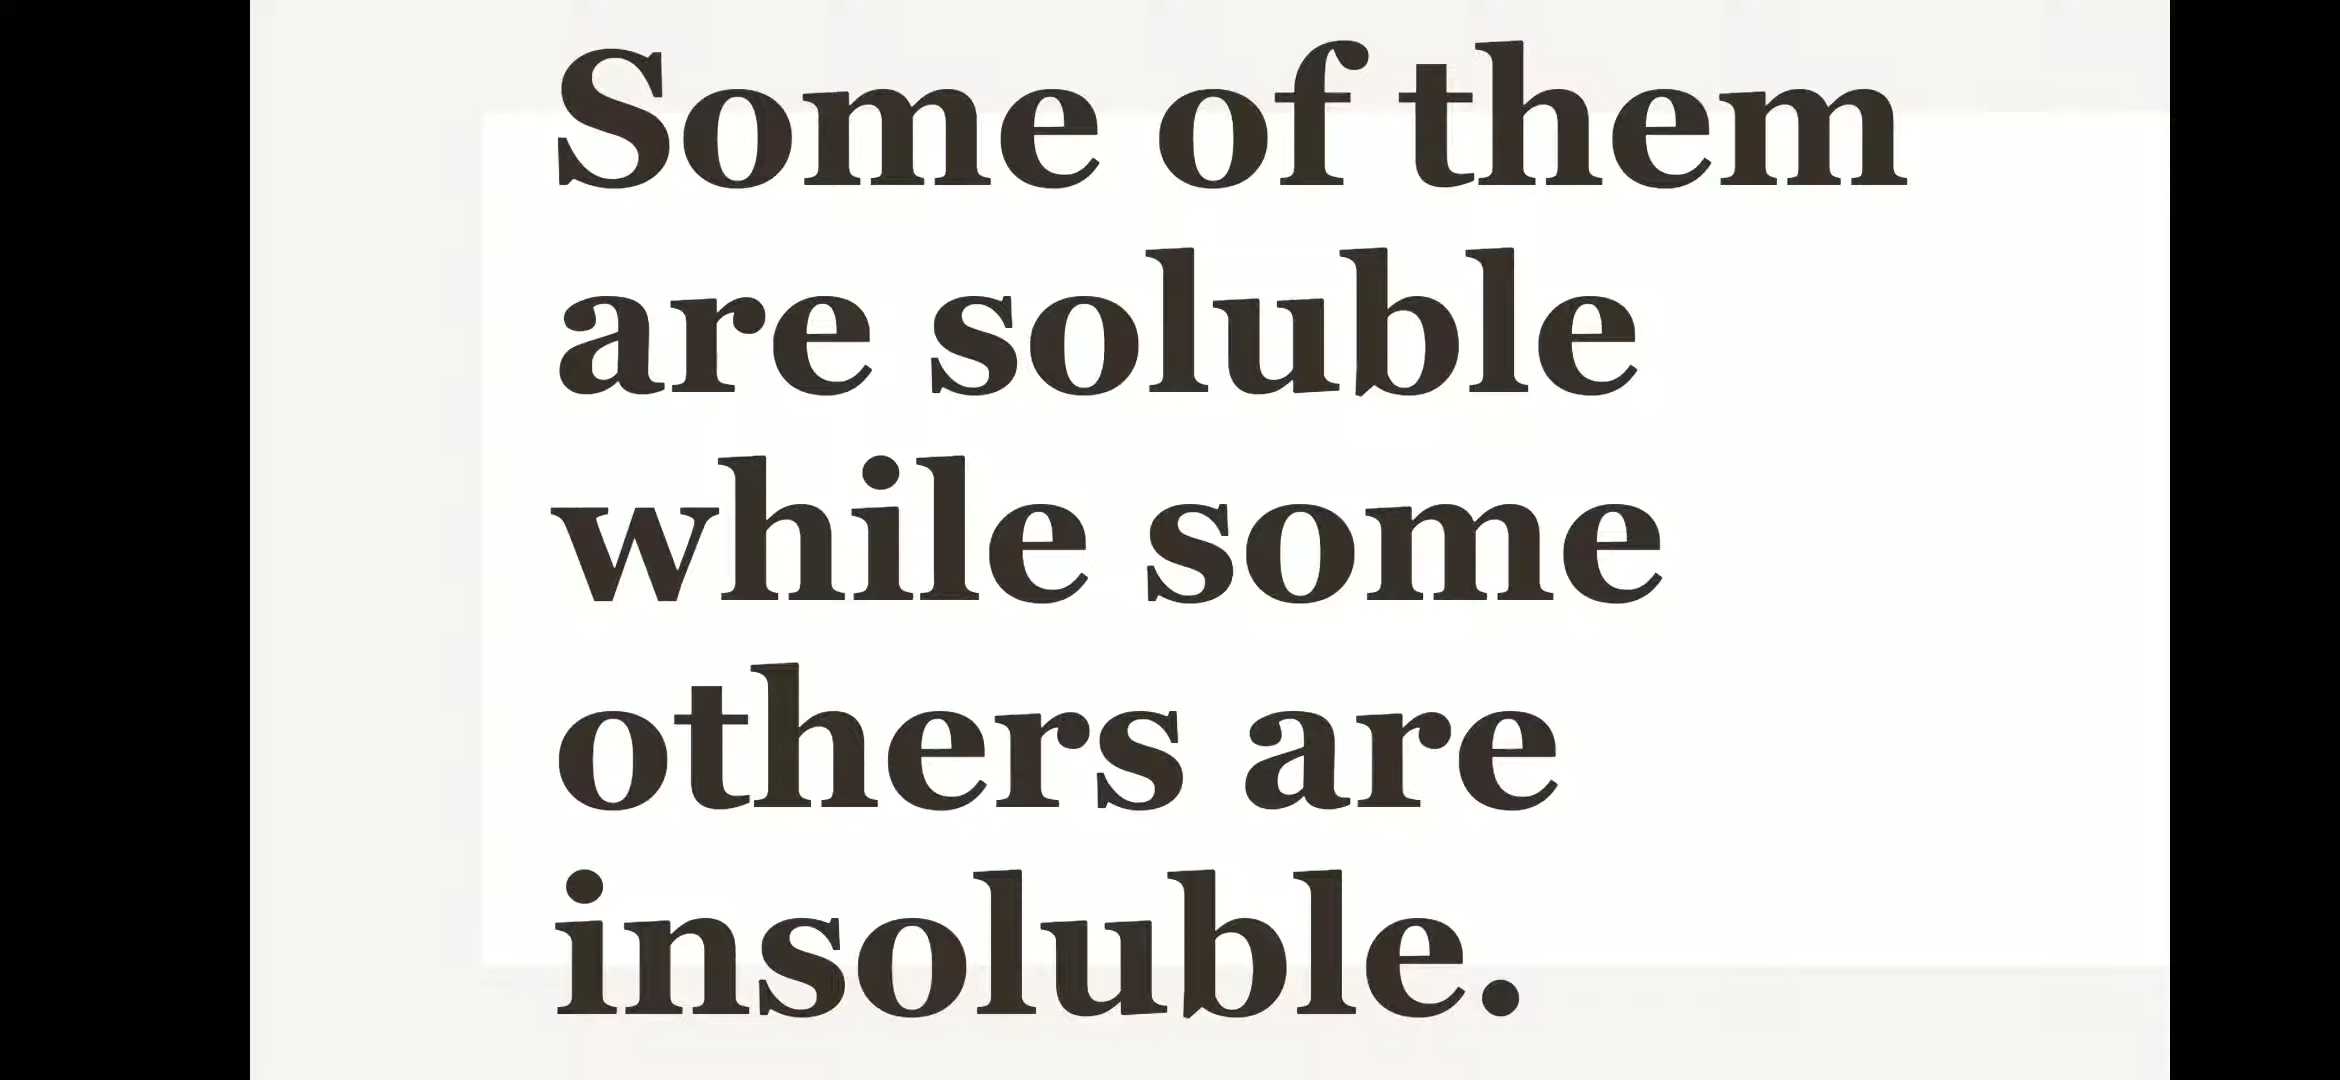 Some of them
are soluble
while some
others are
insoluble.